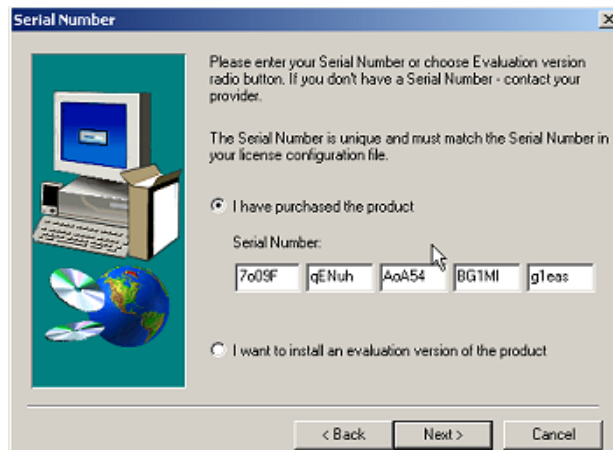 Serial Number
Please enter your Serial Number or choose Evaluation version
radio button. If you don't have a Serial Number - contact your
provider.
The Serial Number is unique and must match the Serial Number in
your license configuration file.
I have purchased the product
Serial Number:
7o09F qENuh AoA54 BG1MI g1eas
I want to install an evaluation version of the product
< Back Next > Cancel